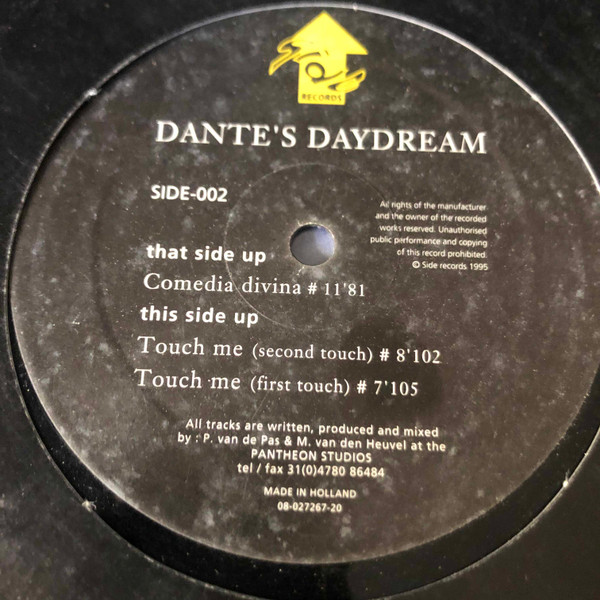 RECORDS
DANTE'S DAYDREAM
SIDE-002
All rights of the manufacturer
and the owner of the recorded
works reserved. Unauthorised
public performance and copying
of this record prohibited.
© Side records 1995
that side up
Comedia divina # 11'81
this side up
Touch me (second touch) # 8'102
Touch me (first touch) # 7'105
All tracks are written, produced and mixed
by : P. van de Pas & M. van den Heuvel at the
PANTHEON STUDIOS
tel / fax 31(0)4780 86484
MADE IN HOLLAND
08-027267-20